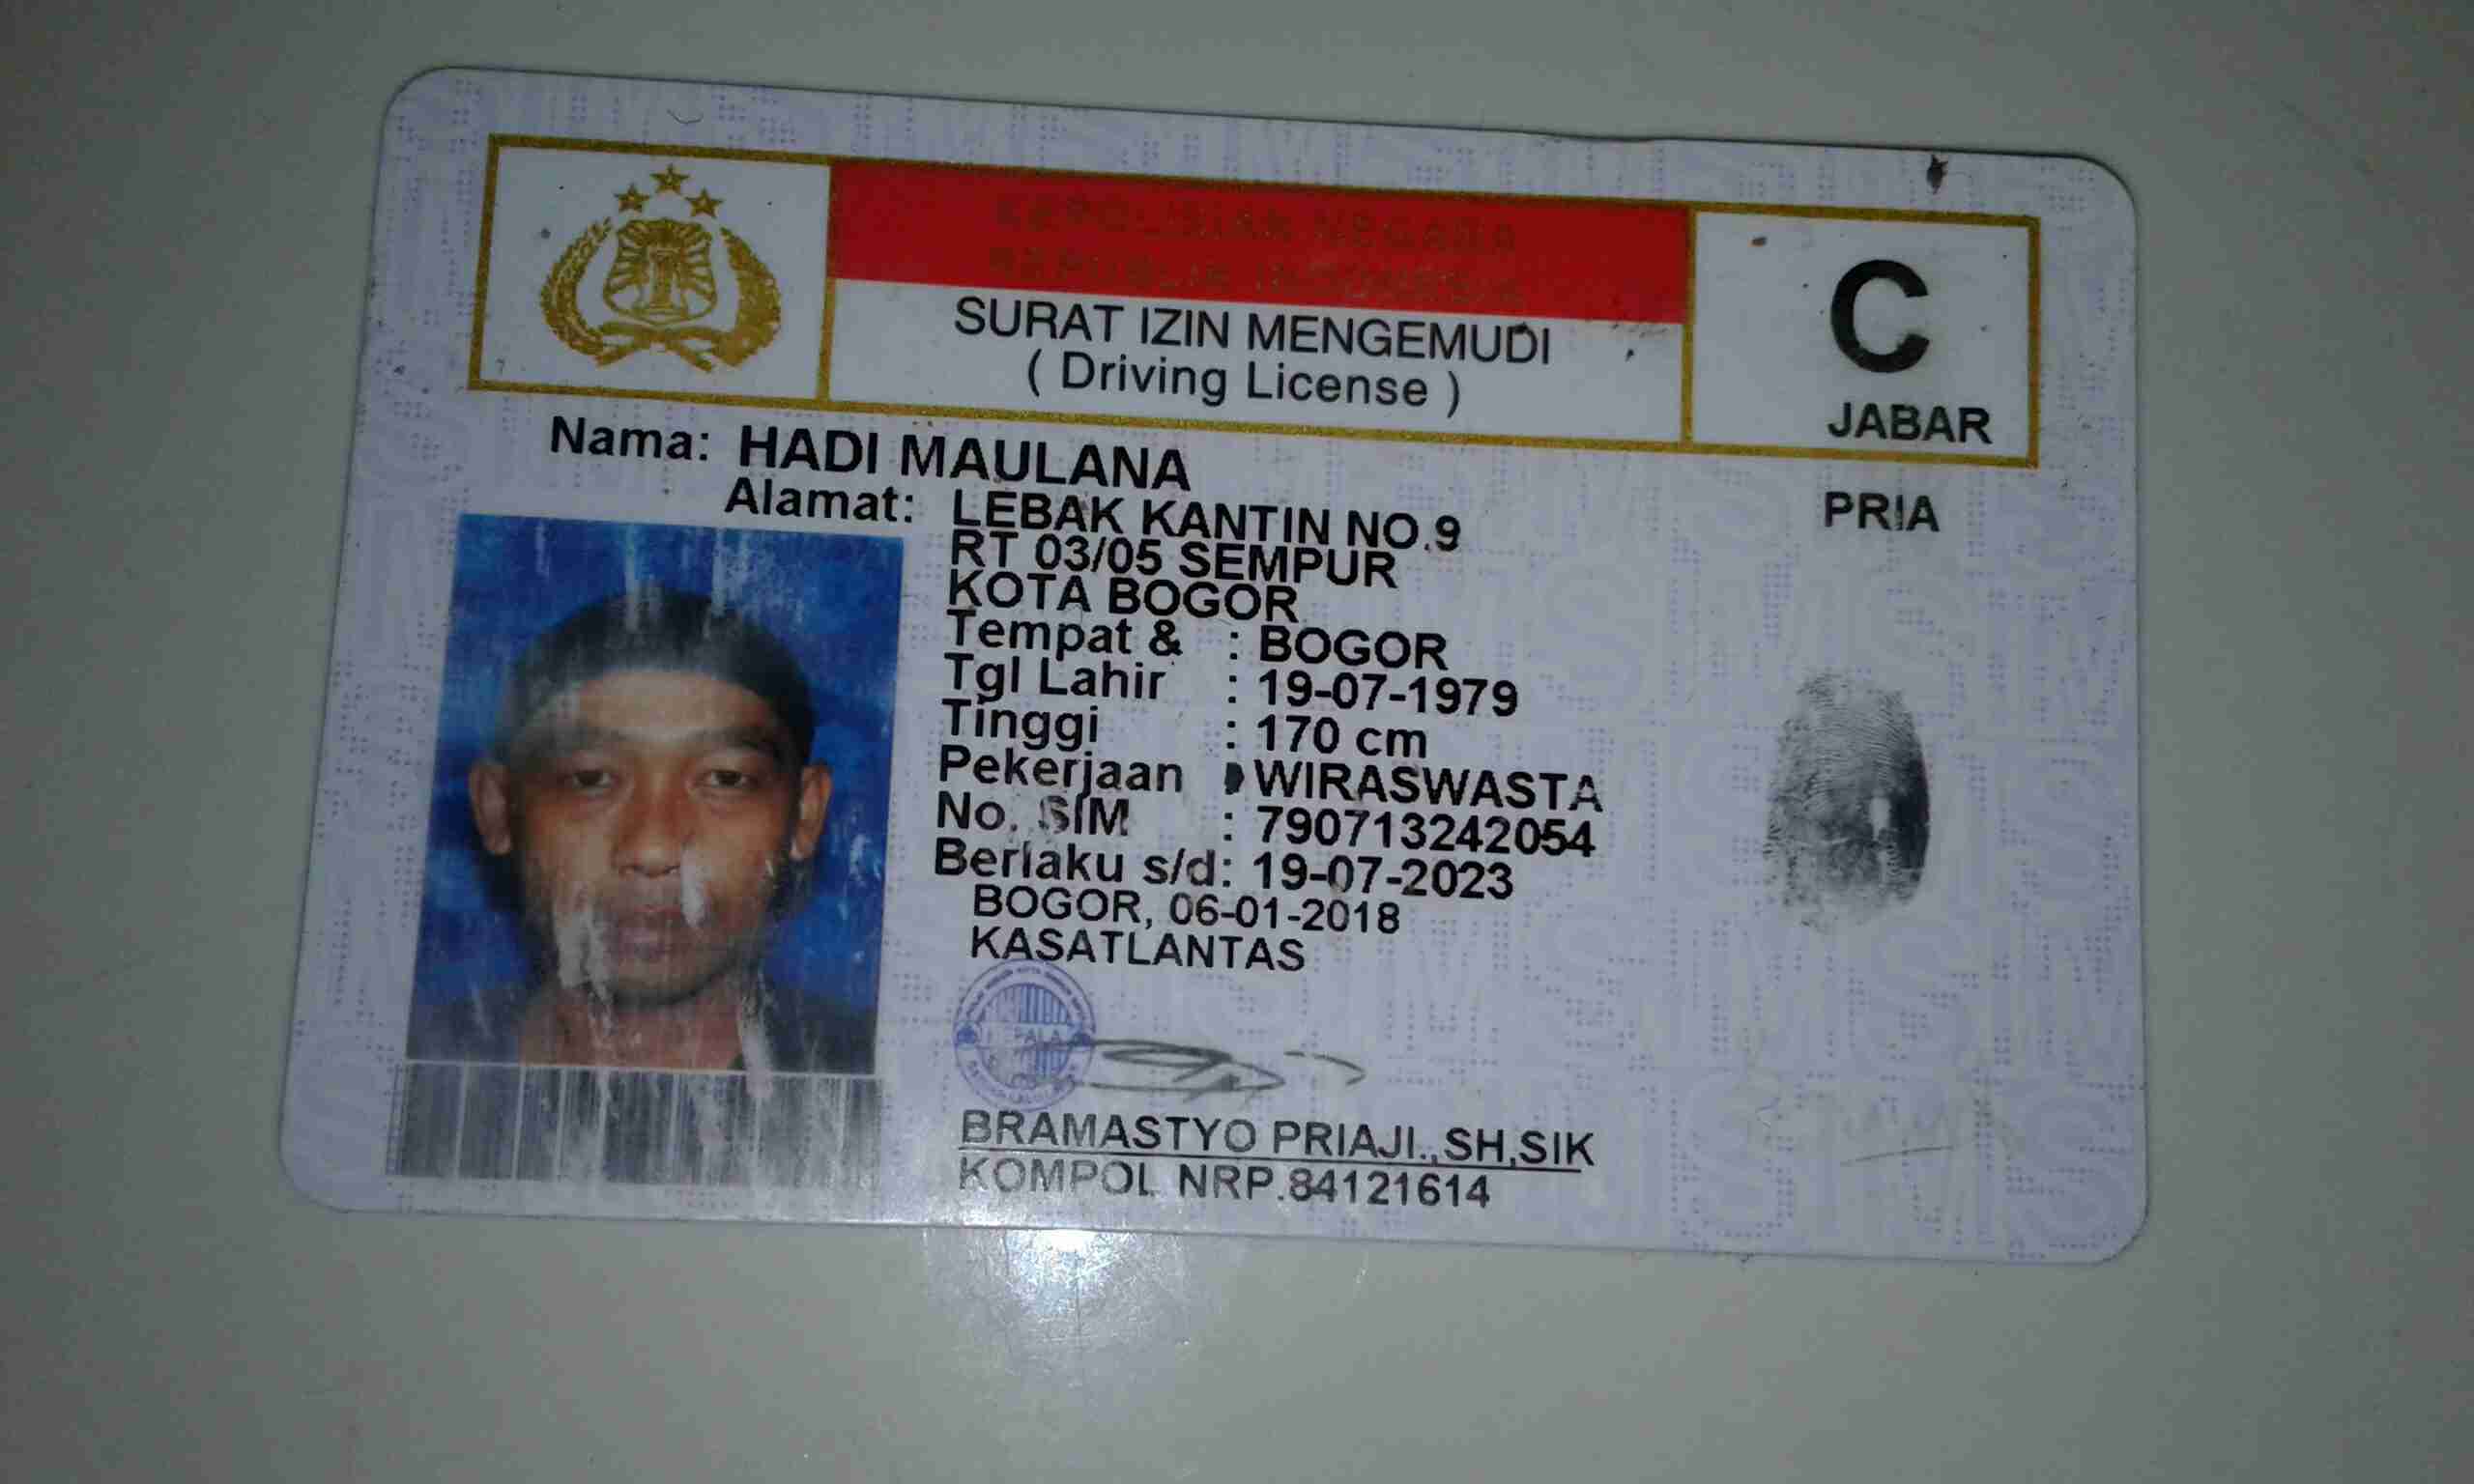 KEPOLISIAN NEGARA
REPUBLIK INDONESIA
SURAT IZIN MENGEMUDI
( Driving License )
C
JABAR
Nama: HADI MAULANA
Alamat: LEBAK KANTIN NO.9
RT 03/05 SEMPUR
KOTA BOGOR
PRIA
Tempat & : BOGOR
Tgl Lahir : 19-07-1979
Tinggi : 170 cm
Pekerjaan : WIRASWASTA
No. SIM : 790713242054
Berlaku s/d: 19-07-2023
BOGOR, 06-01-2018
KASATLANTAS
BRAMASTYO PRIAJI.,SH,SIK
KOMPOL NRP.84121614